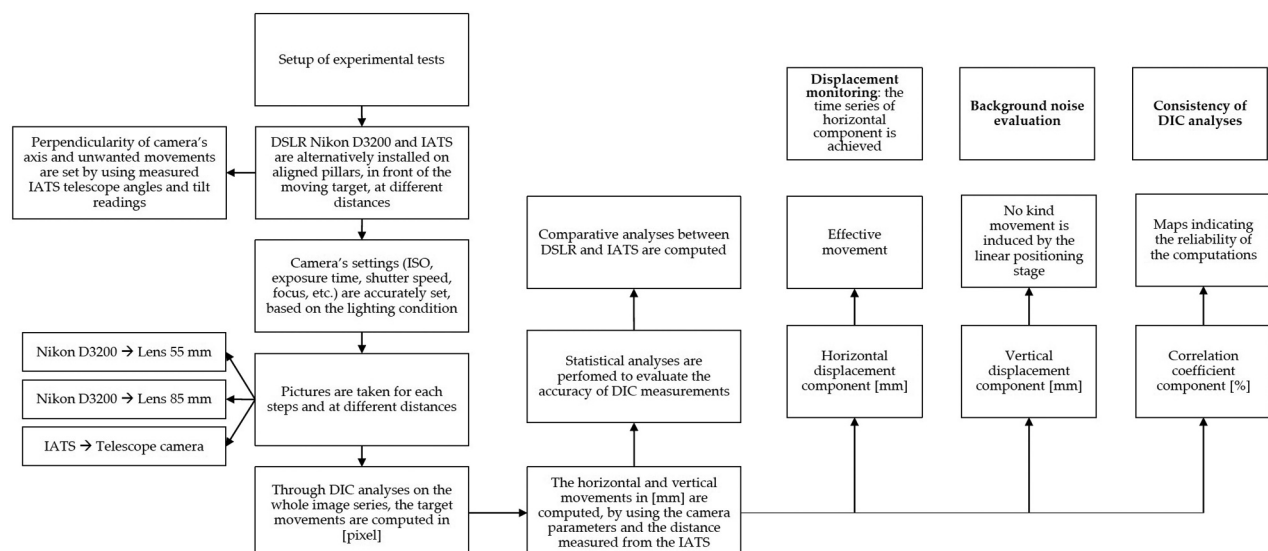 Setup of experimental tests
Perpendicularity of camera's
axis and unwanted movements
are set by using measured
IATS telescope angles and tilt
readings
DSLR Nikon D3200 and IATS
are alternatively installed on
aligned pillars, in front of the
moving target, at different
distances
Camera's settings (ISO,
exposure time, shutter speed,
focus, etc.) are accurately set,
based on the lighting condition
Nikon D3200 → Lens 55 mm
Nikon D3200 → Lens 85 mm
IATS → Telescope camera
Pictures are taken for each
steps and at different distances
Through DIC analyses on the
whole image series, the target
movements are computed in
[pixel]
The horizontal and vertical
movements in [mm] are
computed, by using the camera
parameters and the distance
measured from the IATS
Statistical analyses are
perfomed to evaluate the
accuracy of DIC measurements
Comparative analyses between
DSLR and IATS are computed
Displacement
monitoring: the
time series of
horizontal
component is
achieved
Effective
movement
Horizontal
displacement
component [mm]
Background noise
evaluation
No kind
movement is
induced by the
linear positioning
stage
Vertical
displacement
component [mm]
Consistency of
DIC analyses
Maps indicating
the reliability of
the computations
Correlation
coefficient
component [%]